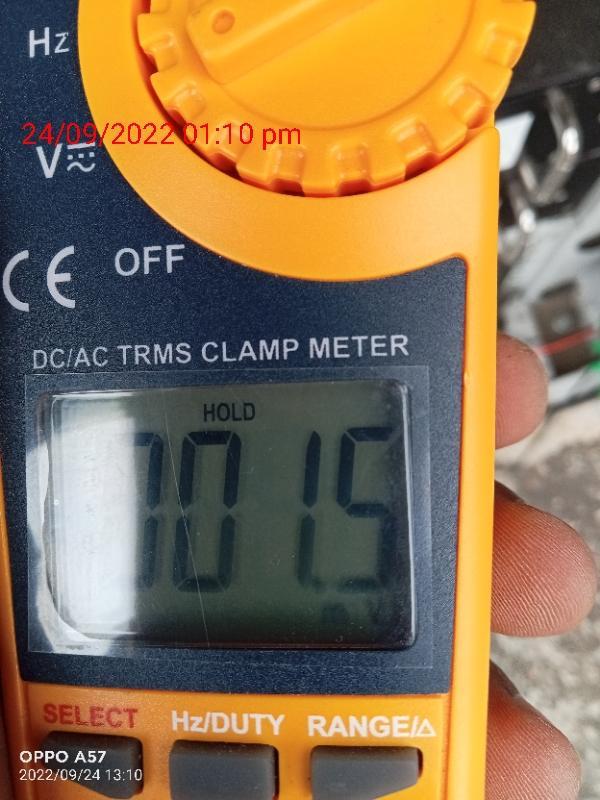 Hz
24/09/2022 01:10 pm
V
CE OFF
DC/AC TRMS CLAMP METER
HOLD
701.5
SELECT Hz/DUTY RANGE/Δ
OPPO A57
2022/09/24 13:10